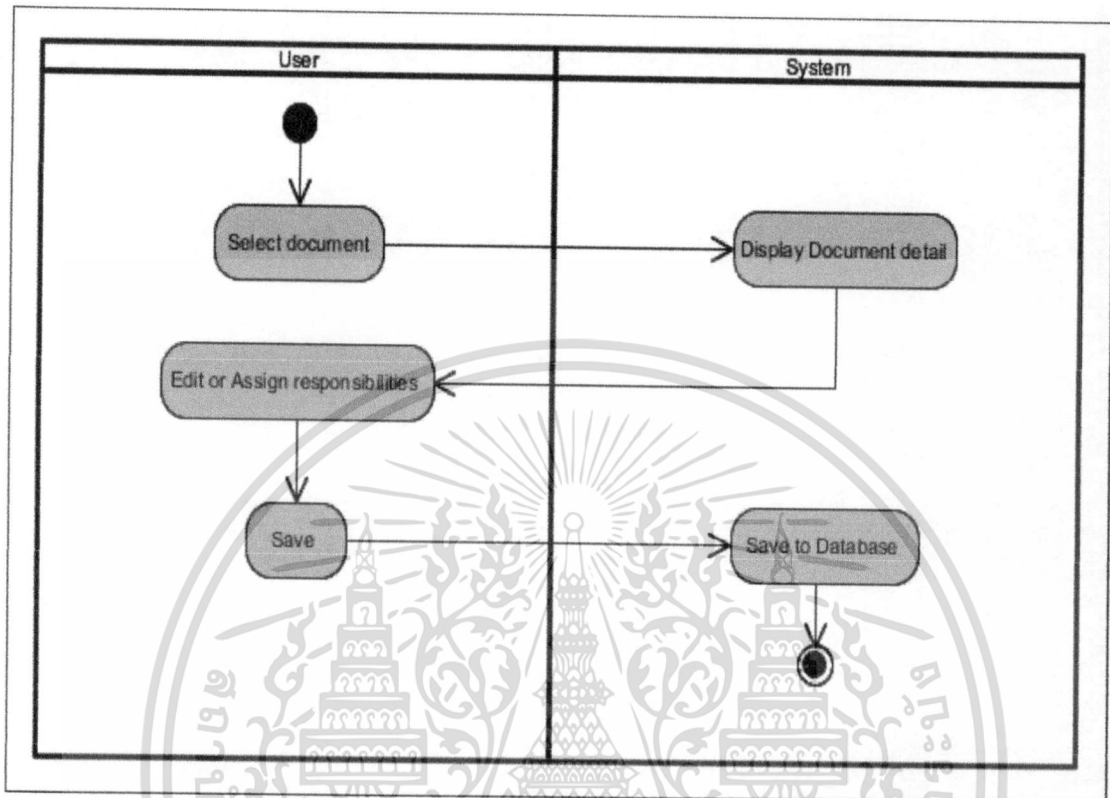 User
System
Select document
Display Document detail
Edit or Assign responsibilities
Save
Save to Database